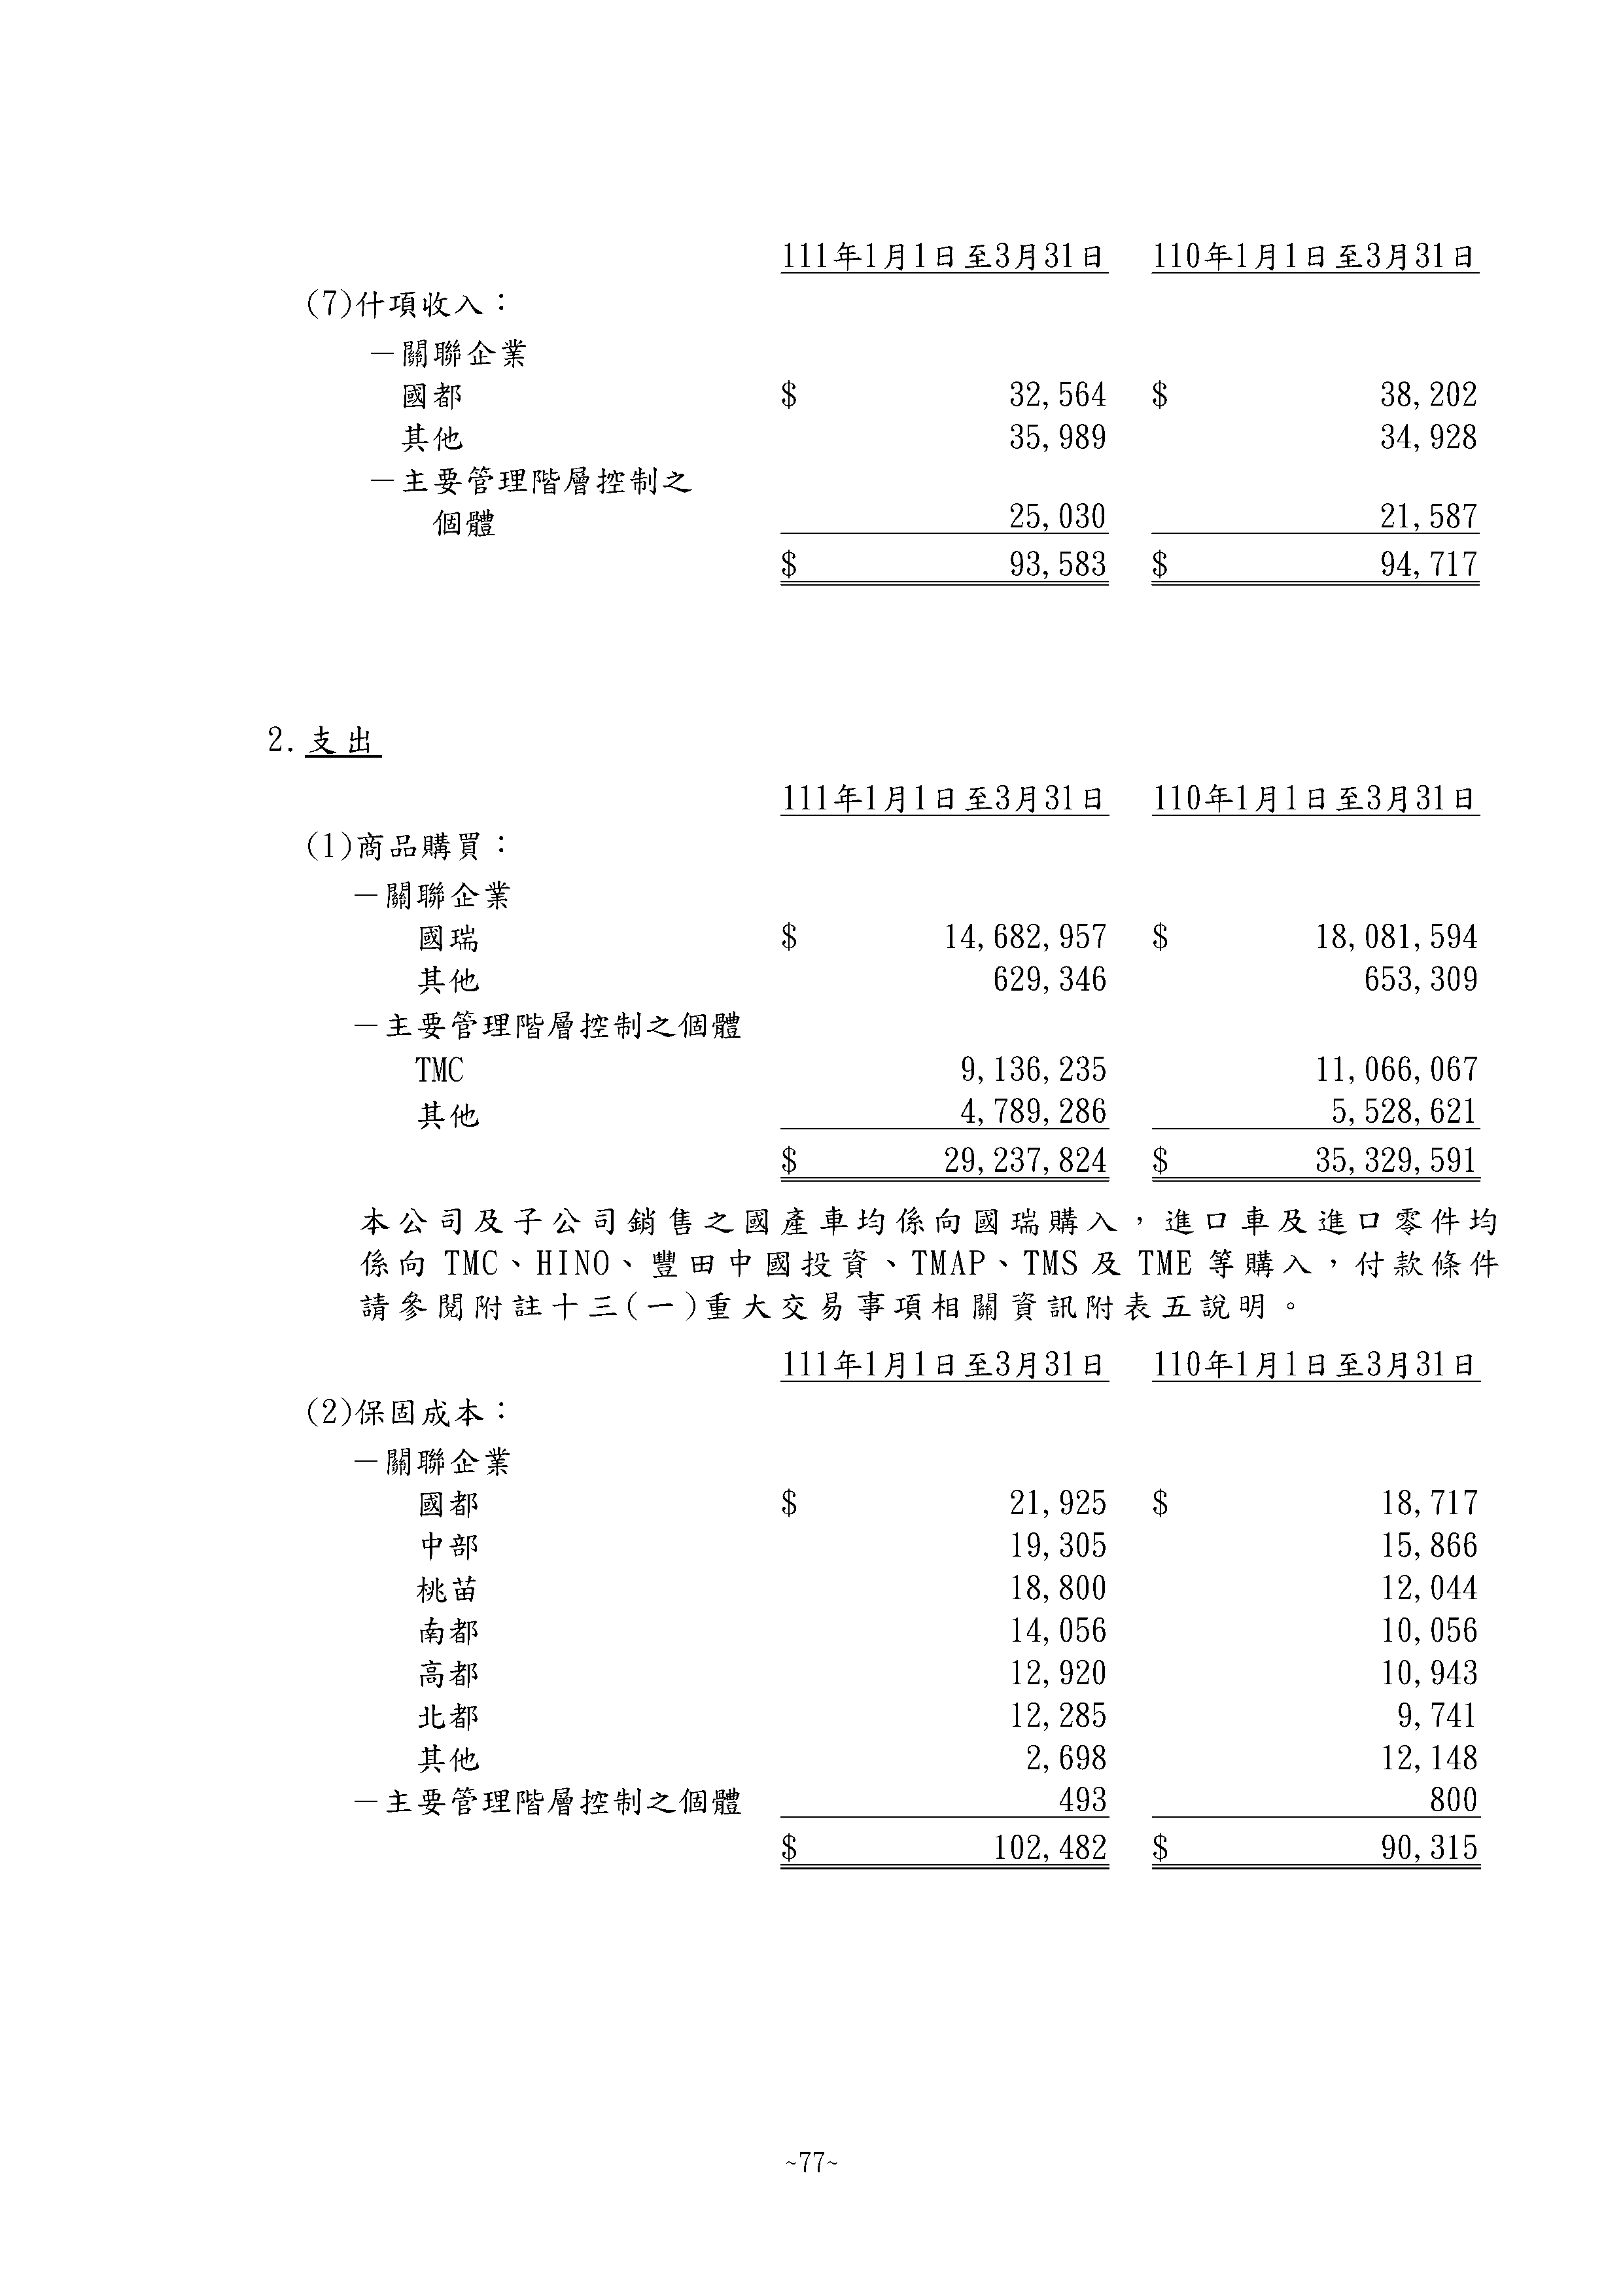 111年1月1日至3月31日 110年1月1日至3月31日
(7)什項收入：
－關聯企業
國都 $ 32,564 $ 38,202
其他 35,989 34,928
－主要管理階層控制之
個體 25,030 21,587
$ 93,583 $ 94,717
2.支出
111年1月1日至3月31日 110年1月1日至3月31日
(1)商品購買：
－關聯企業
國瑞 $ 14,682,957 $ 18,081,594
其他 629,346 653,309
－主要管理階層控制之個體
TMC 9,136,235 11,066,067
其他 4,789,286 5,528,621
$ 29,237,824 $ 35,329,591
本公司及子公司銷售之國產車均係向國瑞購入，進口車及進口零件均
係向 TMC、HINO、豐田中國投資、TMAP、TMS 及 TME 等購入，付款條件
請參閱附註十三(一)重大交易事項相關資訊附表五說明。
111年1月1日至3月31日 110年1月1日至3月31日
(2)保固成本：
－關聯企業
國都 $ 21,925 $ 18,717
中部 19,305 15,866
桃苗 18,800 12,044
南都 14,056 10,056
高都 12,920 10,943
北都 12,285 9,741
其他 2,698 12,148
－主要管理階層控制之個體 493 800
$ 102,482 $ 90,315
~77~